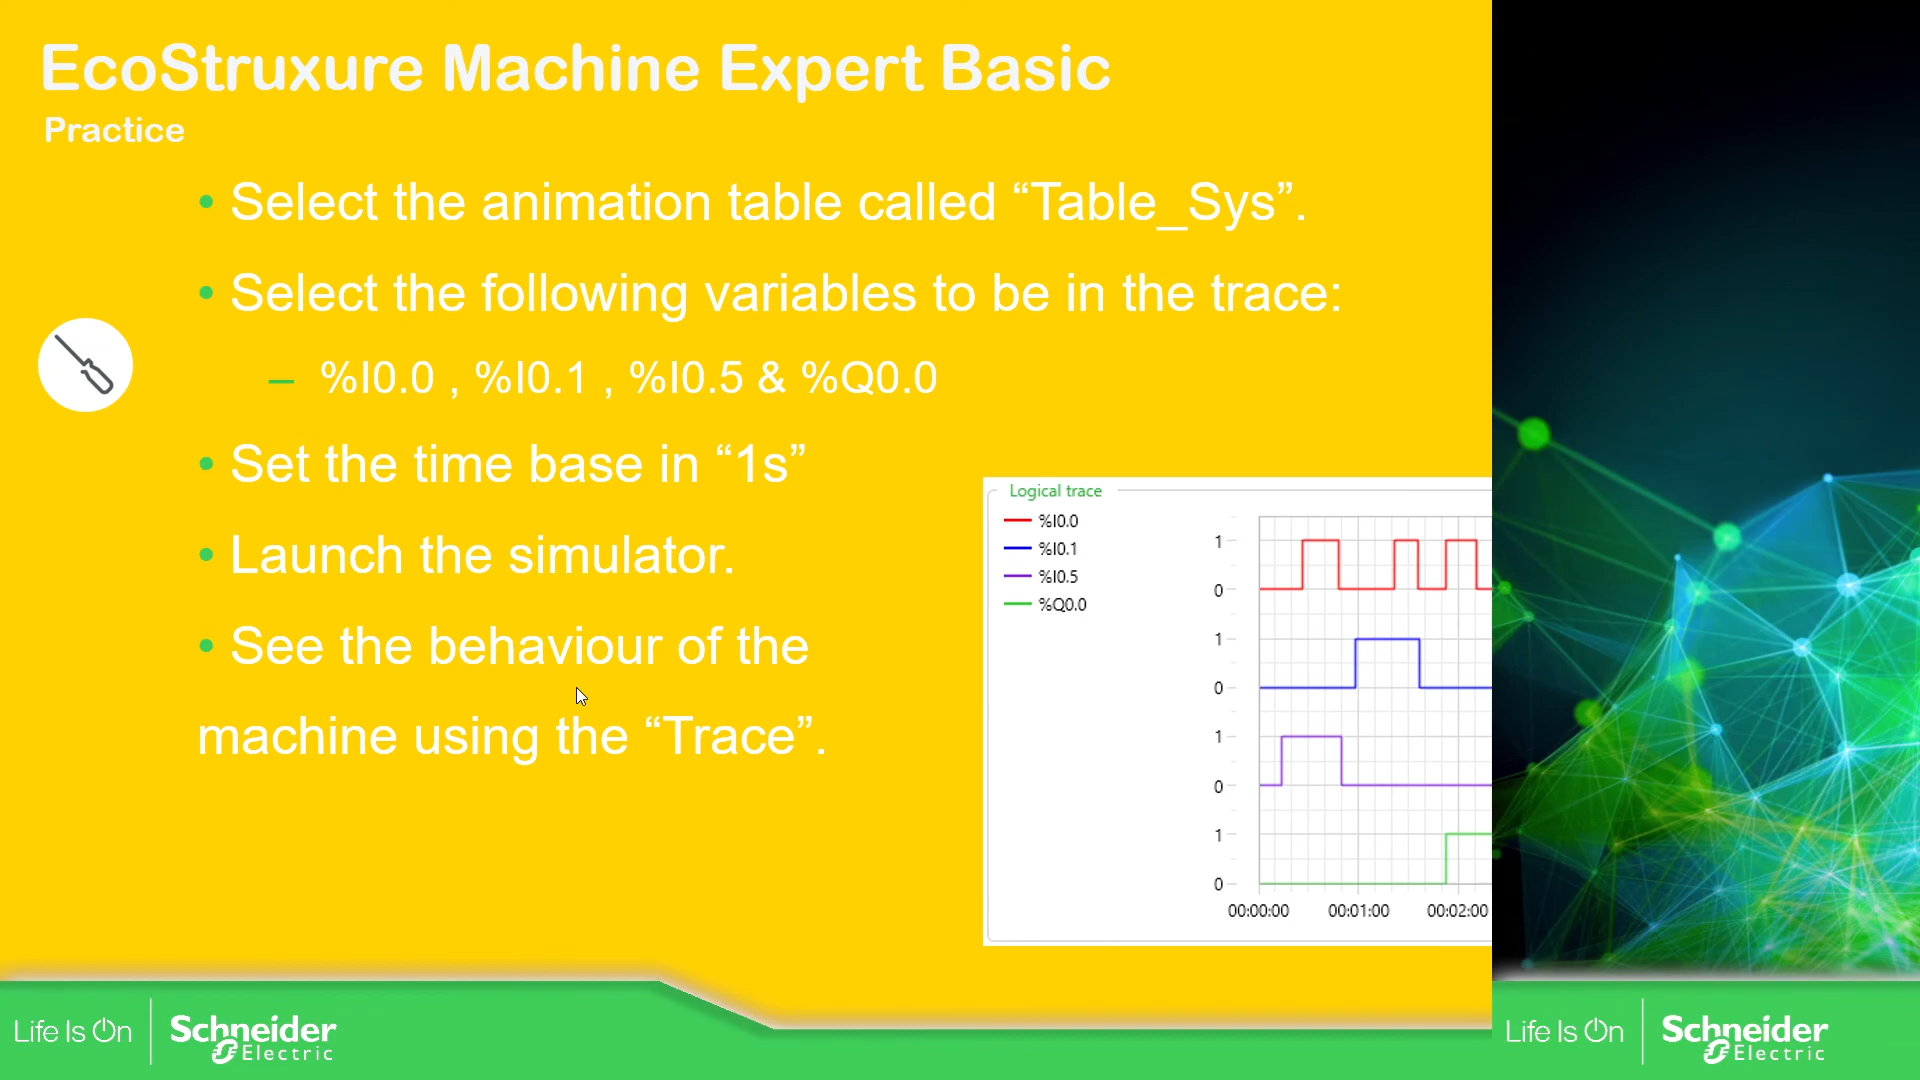 EcoStruxure Machine Expert Basic
Practice
• Select the animation table called “Table_Sys”.
• Select the following variables to be in the trace:
– %I0.0 , %I0.1 , %I0.5 & %Q0.0
• Set the time base in “1s”
• Launch the simulator.
• See the behaviour of the
machine using the “Trace”.
Logical trace
%I0.0
%I0.1
%I0.5
%Q0.0
1
0
1
0
1
0
1
0
00:00:00 00:01:00 00:02:00
Life Is On
Schneider
Electric
Life Is On
Schneider
Electric